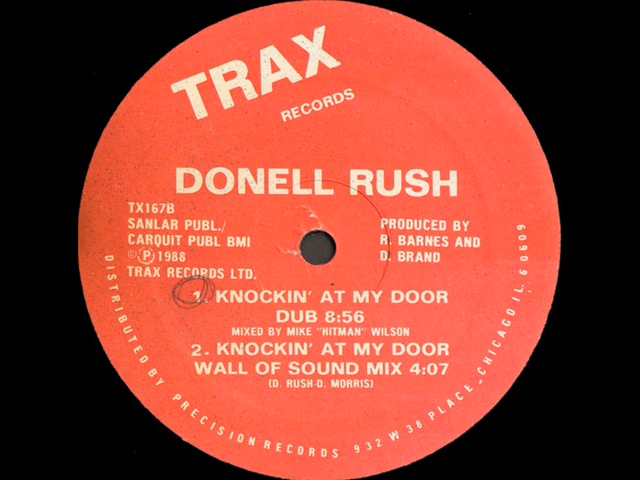 TRAX
RECORDS
DONELL RUSH
TX167B
SANLAR PUBL./
CARQUIT PUBL BMI
©Ⓟ1988
TRAX RECORDS LTD.
PRODUCED BY
R. BARNES AND
D. BRAND
1. KNOCKIN' AT MY DOOR
DUB 8:56
MIXED BY MIKE "HITMAN" WILSON
2. KNOCKIN' AT MY DOOR
WALL OF SOUND MIX 4:07
(D. RUSH-D. MORRIS)
DISTRIBUTED BY PRECISION RECORDS 932 W 38 PLACE, CHICAGO IL. 60609